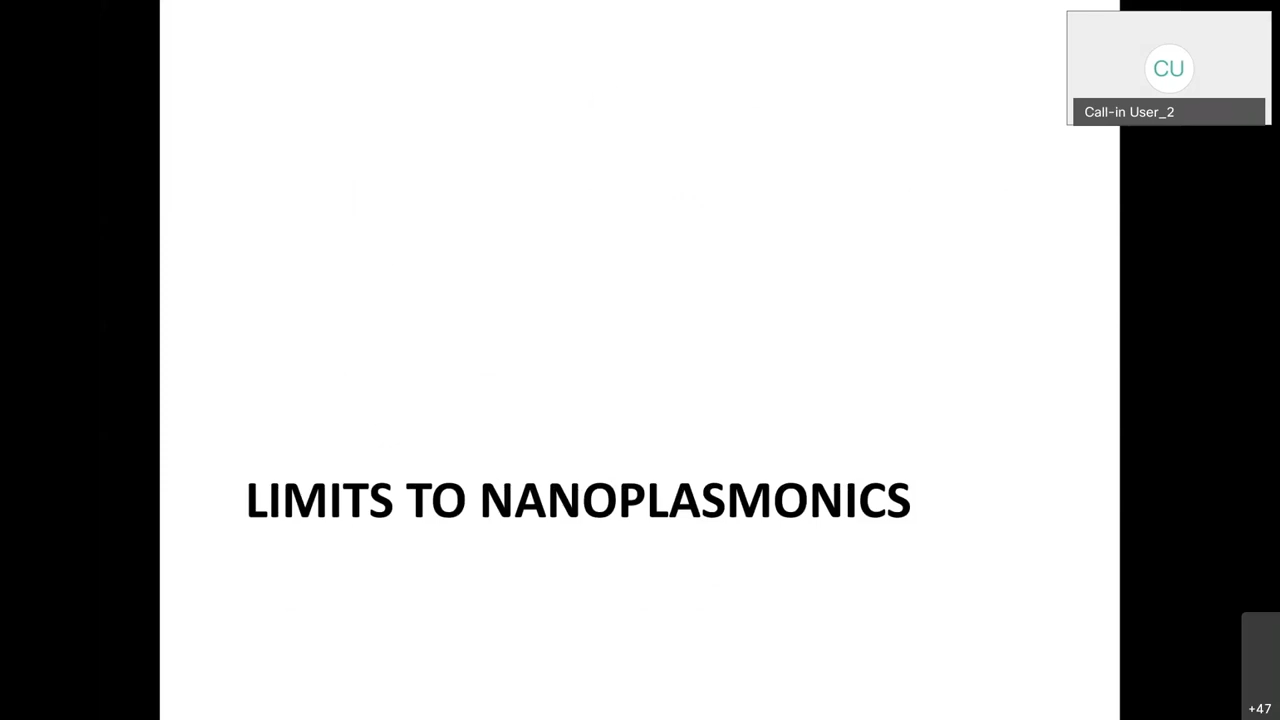 CU
Call-in User_2
LIMITS TO NANOPLASMONICS
+47